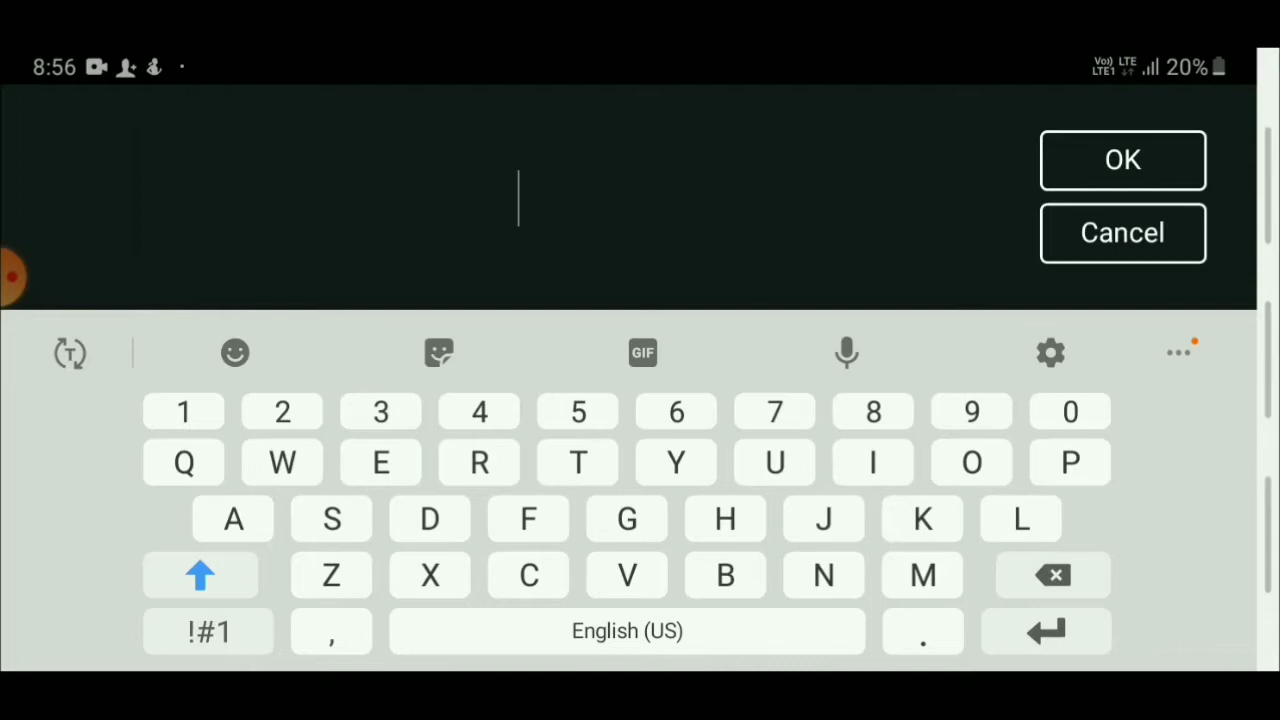 8:56
Vo)) LTE
LTE1
20%
OK
Cancel
T
GIF
1 2 3 4 5 6 7 8 9 0
Q W E R T Y U I O P
A S D F G H J K L
Z X C V B N M
!#1 , English (US) .